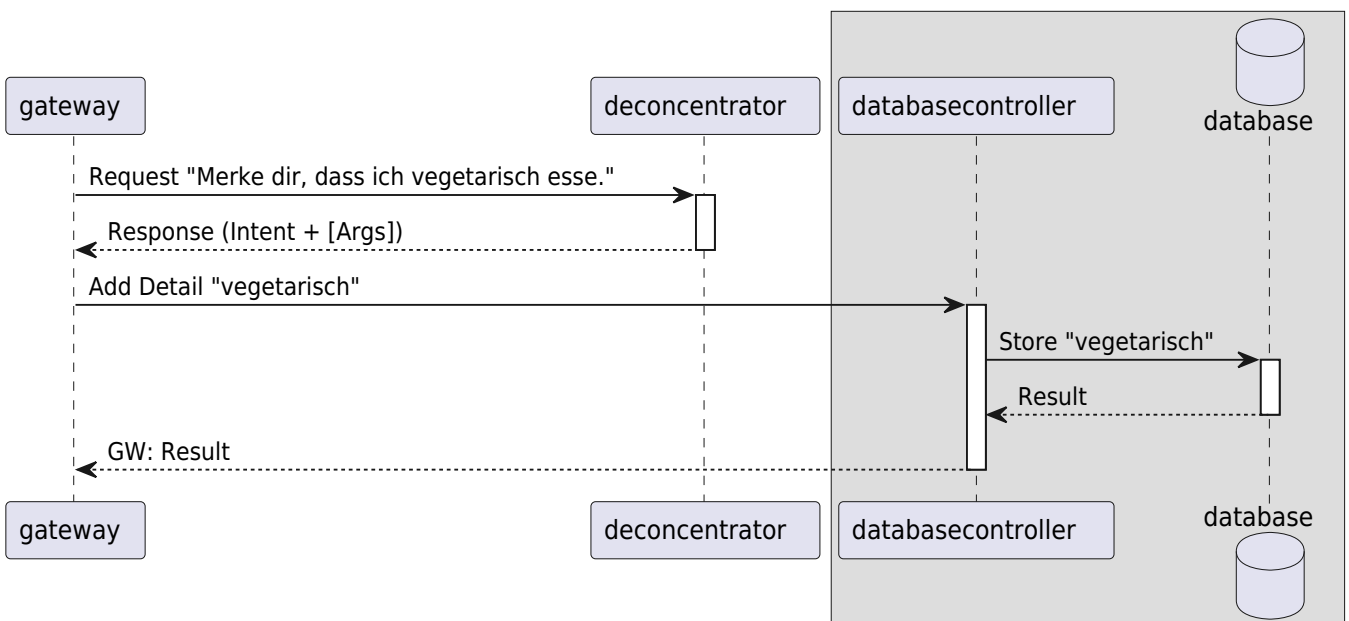 database
gateway
deconcentrator
databasecontroller
Request "Merke dir, dass ich vegetarisch esse."
Response (Intent + [Args])
Add Detail "vegetarisch"
Store "vegetarisch"
Result
GW: Result
gateway
deconcentrator
databasecontroller
database